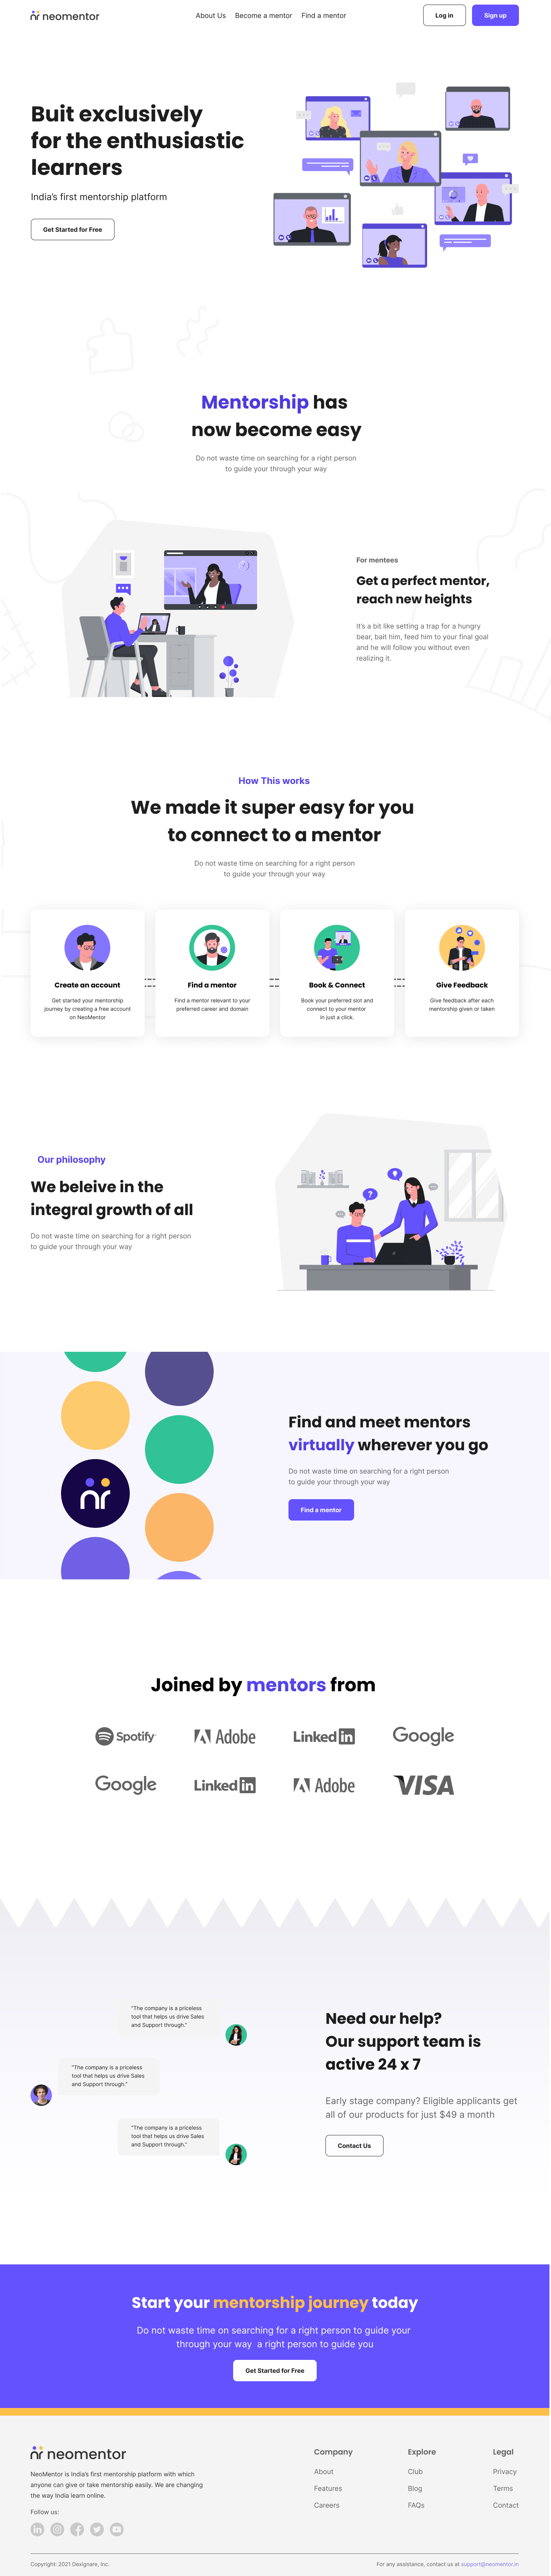 neomentor
About Us Become a mentor Find a mentor
Log in
Sign up
Buit exclusively
for the enthusiastic
learners
India's first mentorship platform
Get Started for Free
Mentorship has
now become easy
Do not waste time on searching for a right person
to guide your through your way
For mentees
Get a perfect mentor,
reach new heights
It's a bit like setting a trap for a hungry
bear, bait him, feed him to your final goal
and he will follow you without even
realizing it.
How This works
We made it super easy for you
to connect to a mentor
Do not waste time on searching for a right person
to guide your through your way
Create an account
Get started your mentorship
journey by creating a free account
on NeoMentor
Find a mentor
Find a mentor relevant to your
preferred career and domain
Book & Connect
Book your preferred slot and
connect to your mentor
in just a click.
Give Feedback
Give feedback after each
mentorship given or taken
Our philosophy
We beleive in the
integral growth of all
Do not waste time on searching for a right person
to guide your through your way
Find and meet mentors
virtually wherever you go
Do not waste time on searching for a right person
to guide your through your way
Find a mentor
Joined by mentors from
Spotify Adobe Linked in Google
Google Linked in Adobe VISA
"The company is a priceless
tool that helps us drive Sales
and Support through."
"The company is a priceless
tool that helps us drive Sales
and Support through."
"The company is a priceless
tool that helps us drive Sales
and Support through."
Need our help?
Our support team is
active 24 x 7
Early stage company? Eligible applicants get
all of our products for just $49 a month
Contact Us
Start your mentorship journey today
Do not waste time on searching for a right person to guide your
through your way a right person to guide you
Get Started for Free
neomentor
NeoMentor is India's first mentorship platform with which
anyone can give or take mentorship easily. We are changing
the way India learn online.
Follow us:
Company
About
Features
Careers
Explore
Club
Blog
FAQs
Legal
Privacy
Terms
Contact
Copyright: 2021 Dexignare, Inc.
For any assistance, contact us at support@neomentor.in